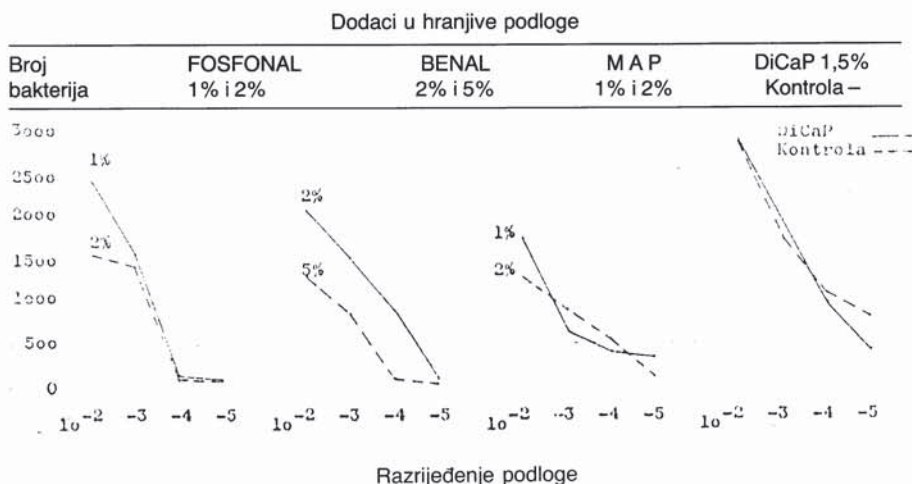 Dodaci u hranjive podloge
Broj bakterija FOSFONAL 1% i 2% BENAL 2% i 5% M A P 1% i 2% DiCaP 1,5% Kontrola –
3000
DiCaP
Kontrola
1%
2500
2%
2000
1%
2%
1500
5%
2%
1000
500
0
10-2 -3 -4 -5 10-2 -3 -4 -5 10-2 -3 -4 -5 10-2 -3 -4 -5
Razrijeđenje podloge